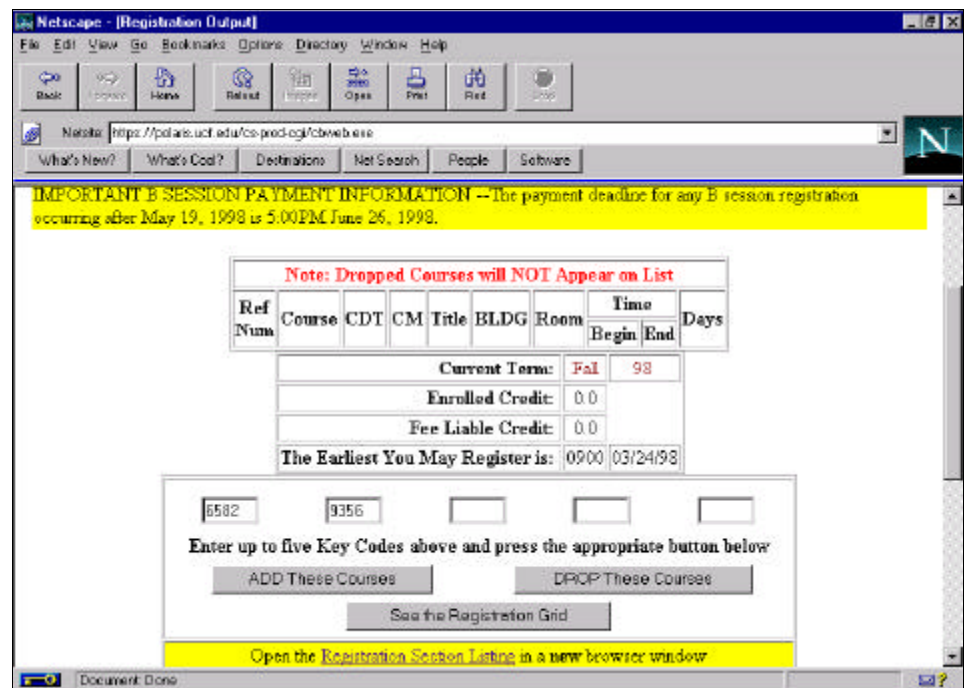 Netscape - [Registration Output]
File Edit View Go Bookmarks Options Directory Window Help
Back Forward Home Reload Images Open Print Find Stop
Netsite: https://polaris.ucf.edu/cs-prod-cgi/cbweb.exe
What's New? What's Cool? Destinations Net Search People Software
IMPORTANT B SESSION PAYMENT INFORMATION --The payment deadline for any B session registration
occurring after May 19, 1998 is 5:00PM June 26, 1998.
Note: Dropped Courses will NOT Appear on List
Ref Num Course CDT CM Title BLDG Room Time Days
Begin End
Current Term: Fal 98
Enrolled Credit: 0.0
Fee Liable Credit: 0.0
The Earliest You May Register is: 0900 03/24/98
6582 9356
Enter up to five Key Codes above and press the appropriate button below
ADD These Courses DROP These Courses
See the Registration Grid
Open the Registration Section Listing in a new browser window
Document: Done